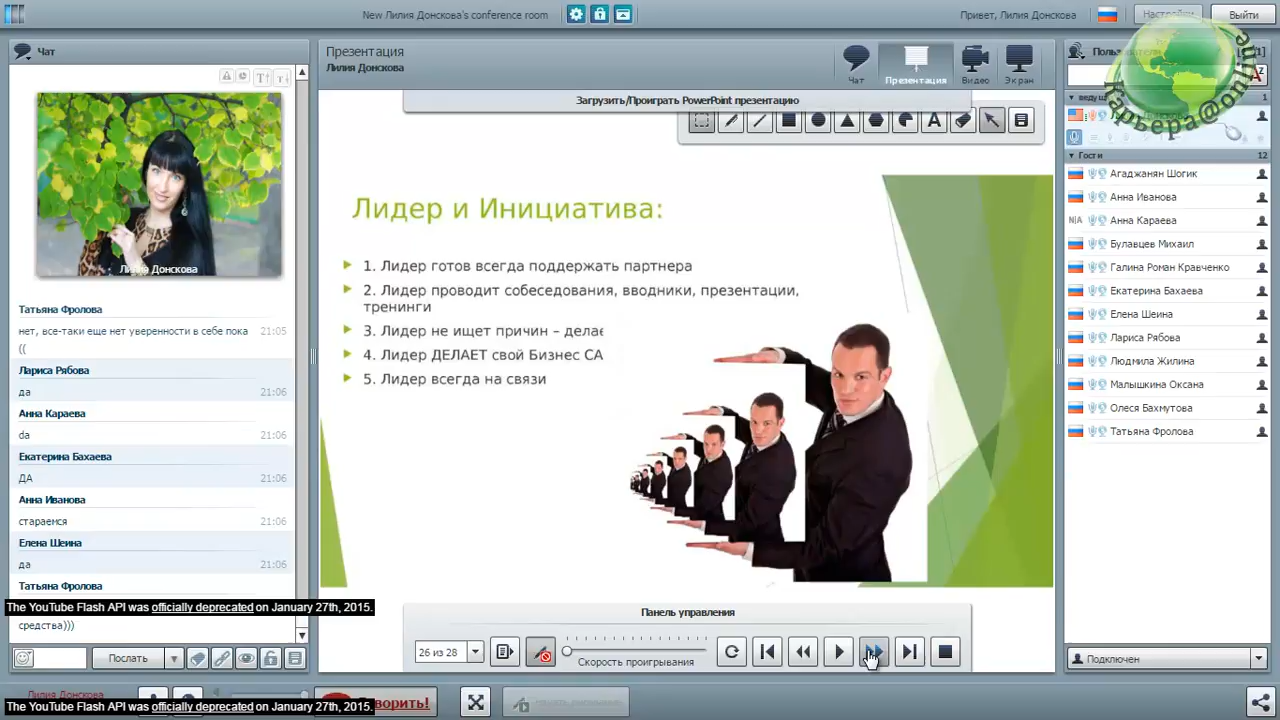 New Лилия Донскова's conference room
Привет, Лилия Донскова
Настройки
Выйти
Чат
Лилия Донскова
Татьяна Фролова
нет, все-таки еще нет уверенности в себе пока
((
21:05
Лариса Рябова
да
21:06
Анна Караева
da
21:06
Екатерина Бахаева
ДА
21:06
Анна Иванова
стараемся
21:06
Елена Шеина
да
21:06
Татьяна Фролова
The YouTube Flash API was officially deprecated on January 27th, 2015.
средства)))
Послать
Лилия Донскова
The YouTube Flash API was officially deprecated on January 27th, 2015.
Презентация
Лилия Донскова
Чат
Презентация
Видео
Экран
Загрузить/Проиграть PowerPoint презентацию
Лидер и Инициатива:
1. Лидер готов всегда поддержать партнера
2. Лидер проводит собеседования, вводники, презентации,
тренинги
3. Лидер не ищет причин – делае
4. Лидер ДЕЛАЕТ свой Бизнес СА
5. Лидер всегда на связи
Панель управления
26 из 28
Скорость проигрывания
карьера@online
ведущ
1
Гости
12
Агаджанян Шогик
Анна Иванова
N/A
Анна Караева
Булавцев Михаил
Галина Роман Кравченко
Екатерина Бахаева
Елена Шеина
Лариса Рябова
Людмила Жилина
Малышкина Оксана
Олеся Бахмутова
Татьяна Фролова
Подключен